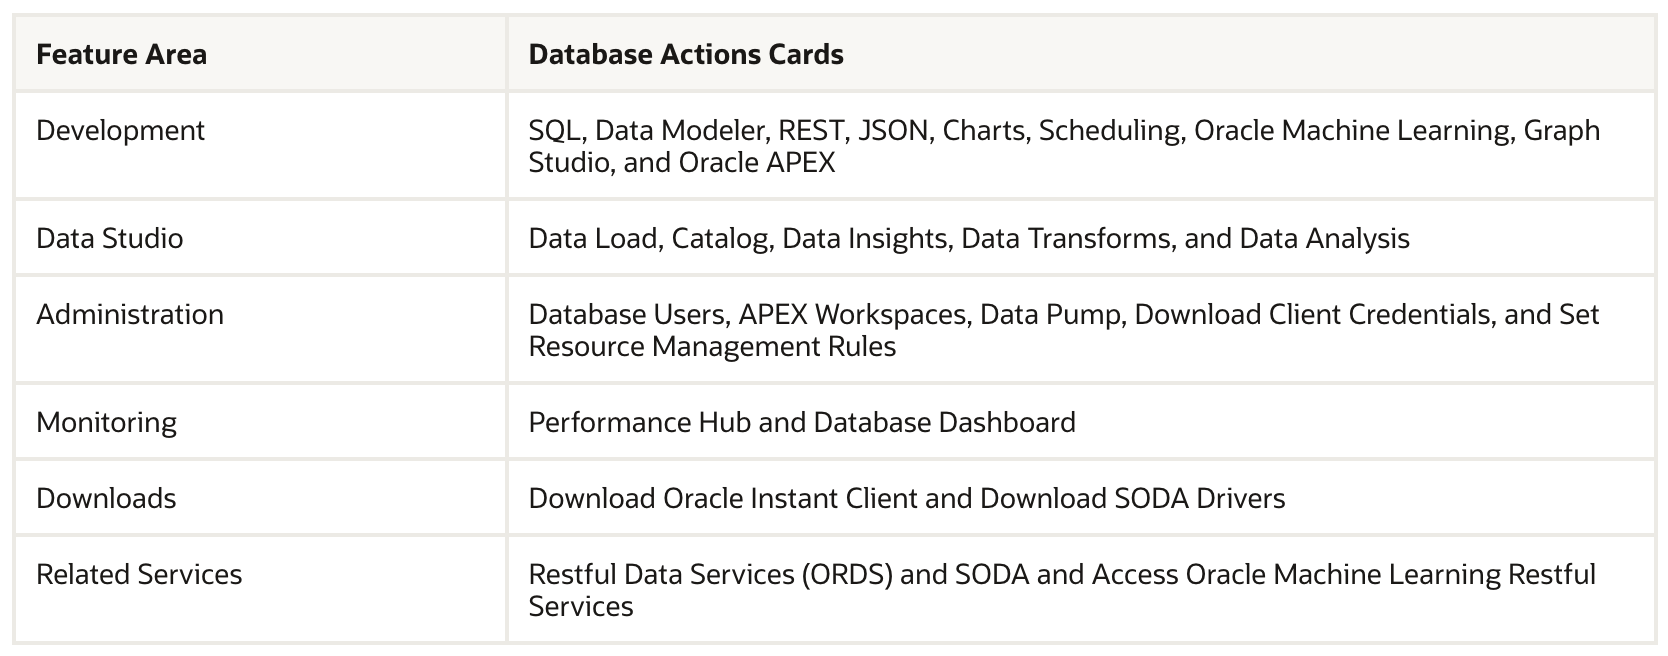 Feature Area
Database Actions Cards
Development
SQL, Data Modeler, REST, JSON, Charts, Scheduling, Oracle Machine Learning, Graph
Studio, and Oracle APEX
Data Studio
Data Load, Catalog, Data Insights, Data Transforms, and Data Analysis
Administration
Database Users, APEX Workspaces, Data Pump, Download Client Credentials, and Set
Resource Management Rules
Monitoring
Performance Hub and Database Dashboard
Downloads
Download Oracle Instant Client and Download SODA Drivers
Related Services
Restful Data Services (ORDS) and SODA and Access Oracle Machine Learning Restful
Services